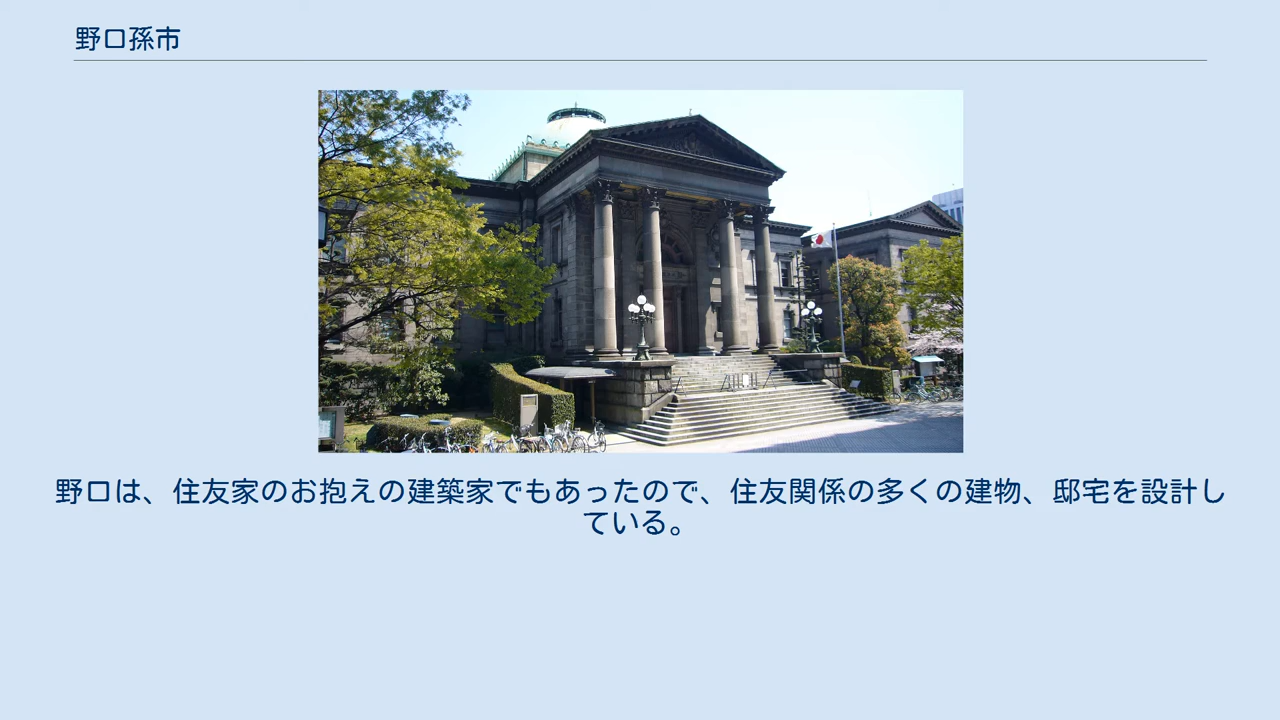 野口孫市
野口は、住友家のお抱えの建築家でもあったので、住友関係の多くの建物、邸宅を設計し
ている。